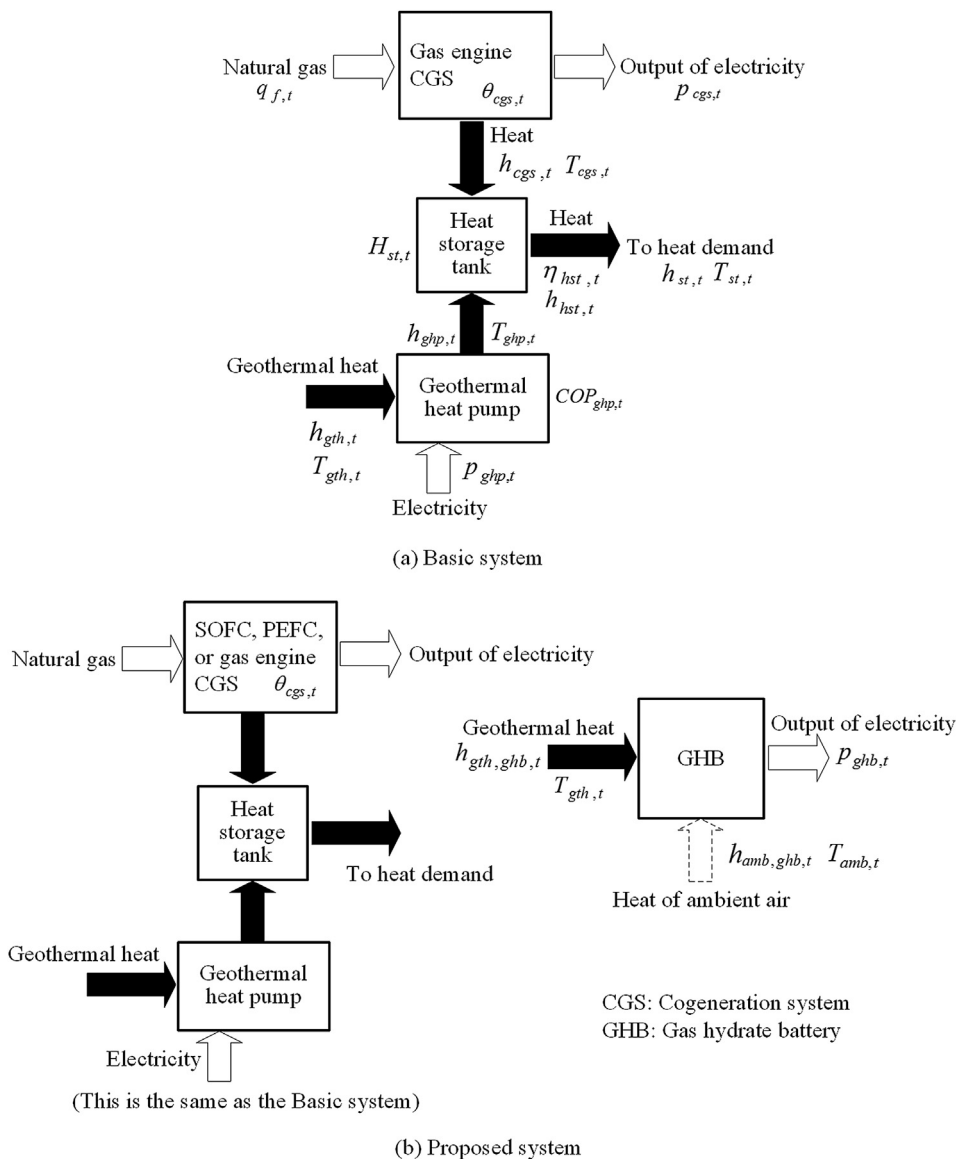 Natural gas
q f,t
Gas engine
CGS θcgs,t
Output of electricity
p cgs,t
Heat
hcgs,t Tcgs,t
Hst,t
Heat
storage
tank
Heat
ηhst,t
hhst,t
To heat demand
hst,t Tst,t
hghp,t Tghp,t
Geothermal heat
hgth,t
Tgth,t
Geothermal
heat pump
COPghp,t
pghp,t
Electricity
(a) Basic system
Natural gas
SOFC, PEFC,
or gas engine
CGS θcgs,t
Output of electricity
Heat
storage
tank
To heat demand
Geothermal heat
Geothermal
heat pump
Electricity
(This is the same as the Basic system)
Geothermal heat
hgth,ghb,t
Tgth,t
GHB
Output of electricity
pghb,t
hamb,ghb,t Tamb,t
Heat of ambient air
CGS: Cogeneration system
GHB: Gas hydrate battery
(b) Proposed system